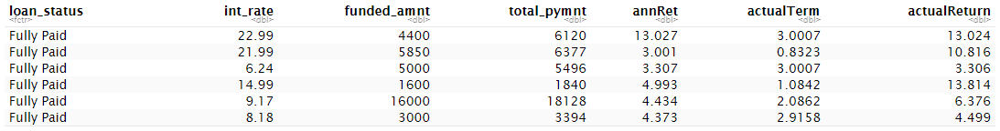 loan_status int_rate funded_amnt total_pymnt annRet actualTerm actualReturn
<fctr> <dbl> <dbl> <dbl> <dbl> <dbl> <dbl>
Fully Paid 22.99 4400 6120 13.027 3.0007 13.024
Fully Paid 21.99 5850 6377 3.001 0.8323 10.816
Fully Paid 6.24 5000 5496 3.307 3.0007 3.306
Fully Paid 14.99 1600 1840 4.993 1.0842 13.814
Fully Paid 9.17 16000 18128 4.434 2.0862 6.376
Fully Paid 8.18 3000 3394 4.373 2.9158 4.499